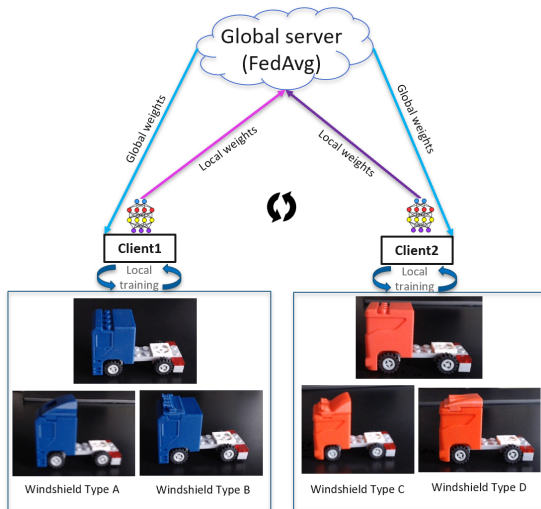 Global server
(FedAvg)
Global weights
Local weights
Local weights
Global weights
Client1
Client2
Local
training
Local
training
Windshield Type A
Windshield Type B
Windshield Type C
Windshield Type D